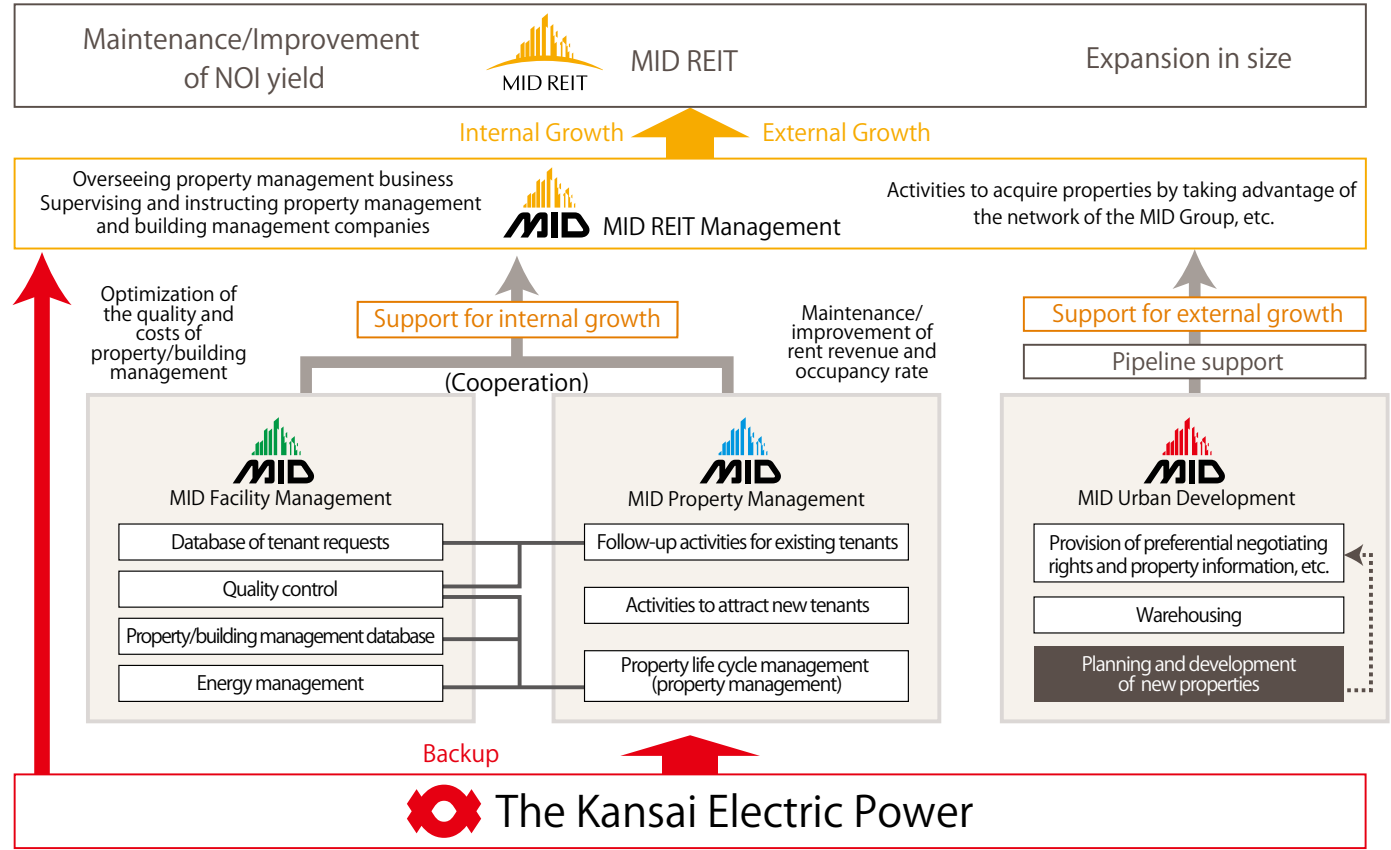 Maintenance/Improvement
of NOI yield
MID REIT
MID REIT
Expansion in size
Internal Growth
External Growth
Overseeing property management business
Supervising and instructing property management
and building management companies
MID
MID REIT Management
Activities to acquire properties by taking advantage of
the network of the MID Group, etc.
Optimization of
the quality and
costs of
property/building
management
Support for internal growth
(Cooperation)
Maintenance/
improvement of
rent revenue and
occupancy rate
Support for external growth
Pipeline support
MID
MID Facility Management
Database of tenant requests
Quality control
Property/building management database
Energy management
MID
MID Property Management
Follow-up activities for existing tenants
Activities to attract new tenants
Property life cycle management
(property management)
MID
MID Urban Development
Provision of preferential negotiating
rights and property information, etc.
Warehousing
Planning and development
of new properties
Backup
The Kansai Electric Power